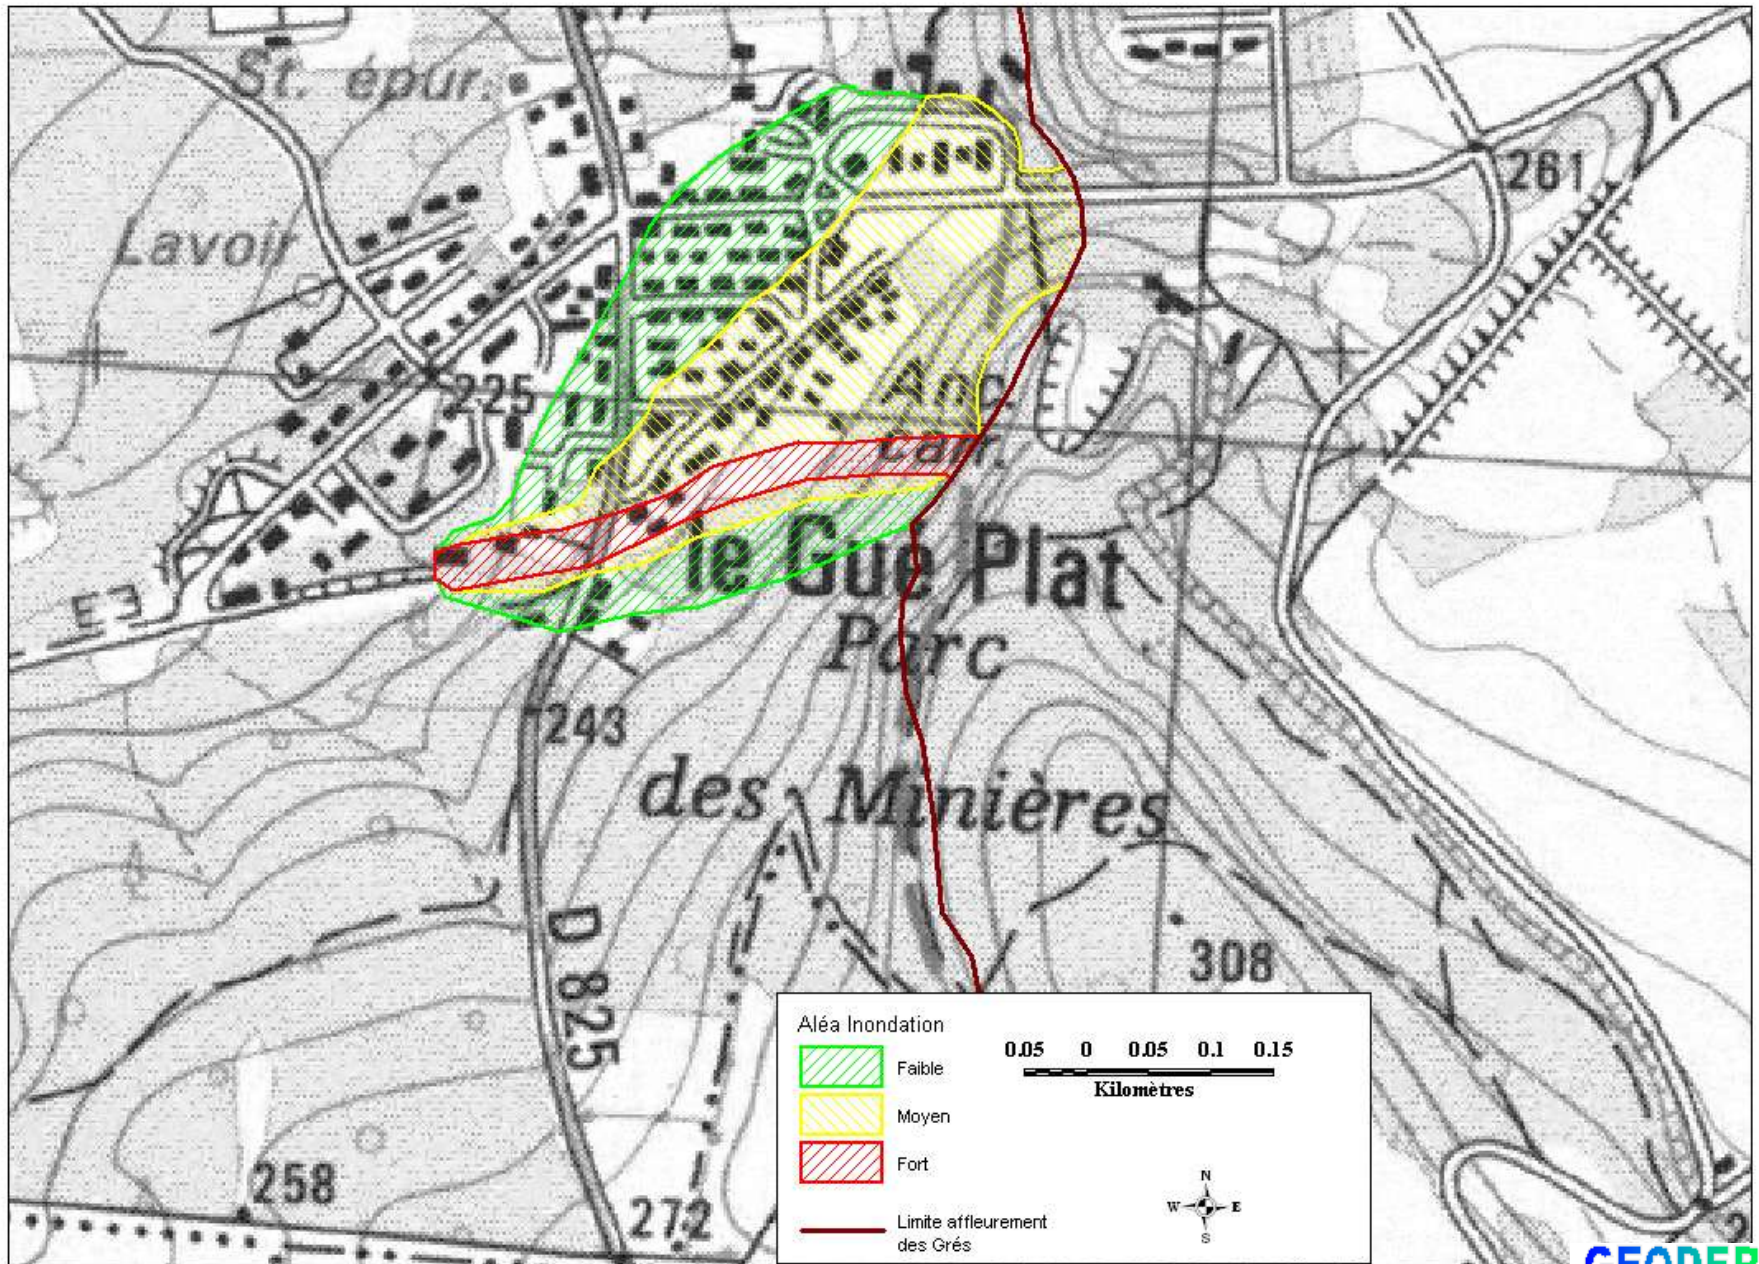 St. épur.
261
Lavoir
225
Anc.
Carr.
le Gué Plat
E3
Parc
243
des Minières
D 825
308
258
272
Aléa Inondation
Faible
Moyen
Fort
Limite affleurement
des Grés
0.05 0 0.05 0.1 0.15
Kilomètres
N
W E
S